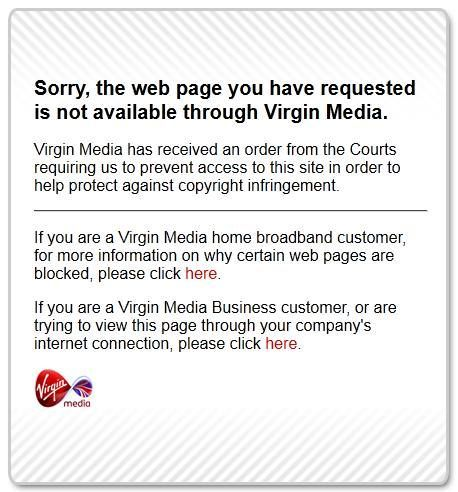 Sorry, the web page you have requested
is not available through Virgin Media.
Virgin Media has received an order from the Courts
requiring us to prevent access to this site in order to
help protect against copyright infringement.
If you are a Virgin Media home broadband customer,
for more information on why certain web pages are
blocked, please click here.
If you are a Virgin Media Business customer, or are
trying to view this page through your company's
internet connection, please click here.
Virgin
media